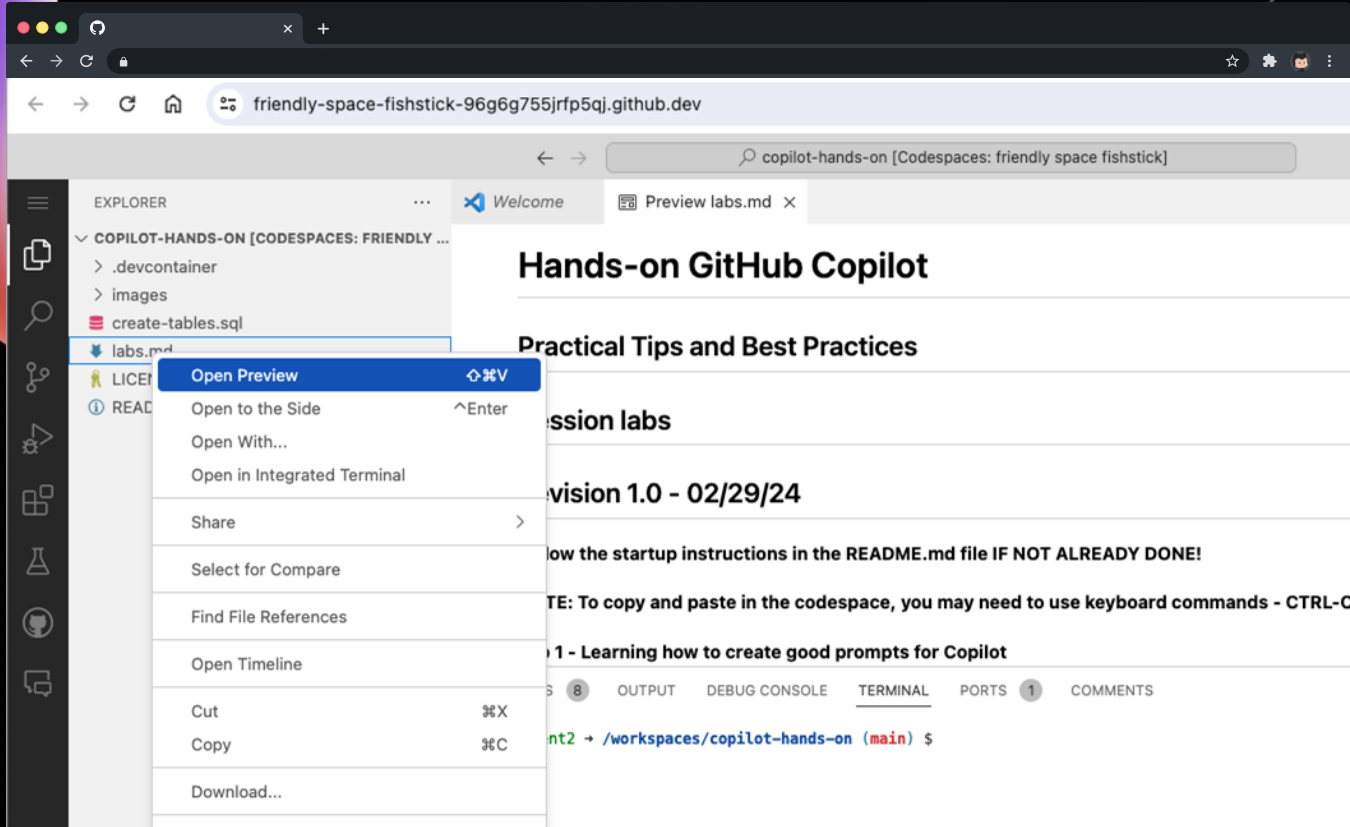 friendly-space-fishstick-96g6g755jrfp5qj.github.dev
copilot-hands-on [Codespaces: friendly space fishstick]
EXPLORER
COPILOT-HANDS-ON [CODESPACES: FRIENDLY ...
.devcontainer
images
create-tables.sql
labs.md
LICEN
READ
Open Preview ⇧⌘V
Open to the Side ^Enter
Open With...
Open in Integrated Terminal
Share
Select for Compare
Find File References
Open Timeline
Cut ⌘X
Copy ⌘C
Download...
Welcome
Preview labs.md
Hands-on GitHub Copilot
Practical Tips and Best Practices
ession labs
evision 1.0 - 02/29/24
low the startup instructions in the README.md file IF NOT ALREADY DONE!
TE: To copy and paste in the codespace, you may need to use keyboard commands - CTRL-C
1 - Learning how to create good prompts for Copilot
S 8 OUTPUT DEBUG CONSOLE TERMINAL PORTS 1 COMMENTS
nt2 → /workspaces/copilot-hands-on (main) $